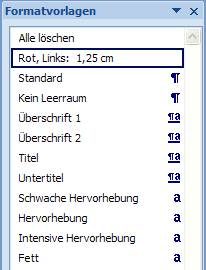 Formatvorlagen
Alle löschen
Rot, Links: 1,25 cm
Standard ¶
Kein Leerraum ¶
Überschrift 1 ¶a
Überschrift 2 ¶a
Titel ¶a
Untertitel ¶a
Schwache Hervorhebung a
Hervorhebung a
Intensive Hervorhebung a
Fett a